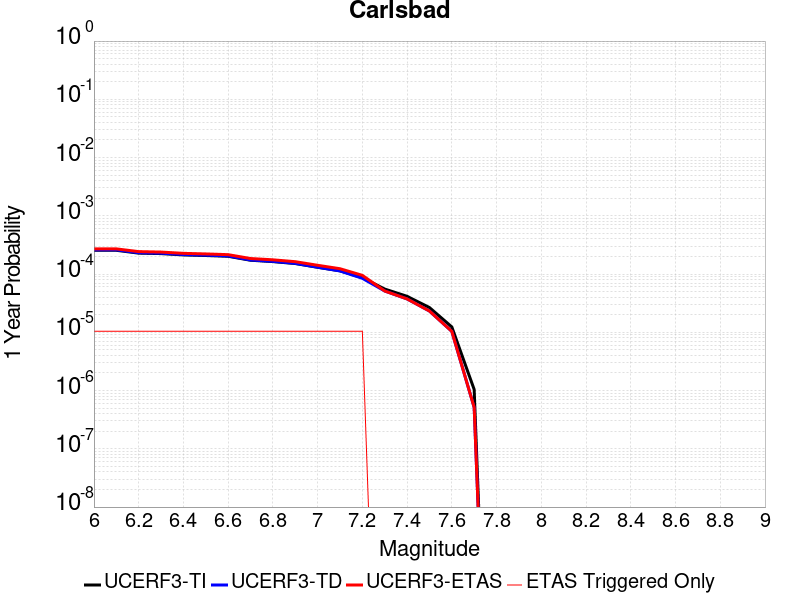 Carlsbad
1 Year Probability
10^0
10^-1
10^-2
10^-3
10^-4
10^-5
10^-6
10^-7
10^-8
6 6.2 6.4 6.6 6.8 7 7.2 7.4 7.6 7.8 8 8.2 8.4 8.6 8.8 9
Magnitude
UCERF3-TI UCERF3-TD UCERF3-ETAS ETAS Triggered Only